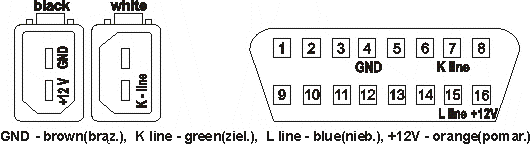 black white
GND
+12 V
K - line
1 2 3 4 5 6 7 8
GND K line
9 10 11 12 13 14 15 16
L line +12V
GND - brown(brąz.), K line - green(ziel.), L line - blue(nieb.), +12V - orange(pomar.)